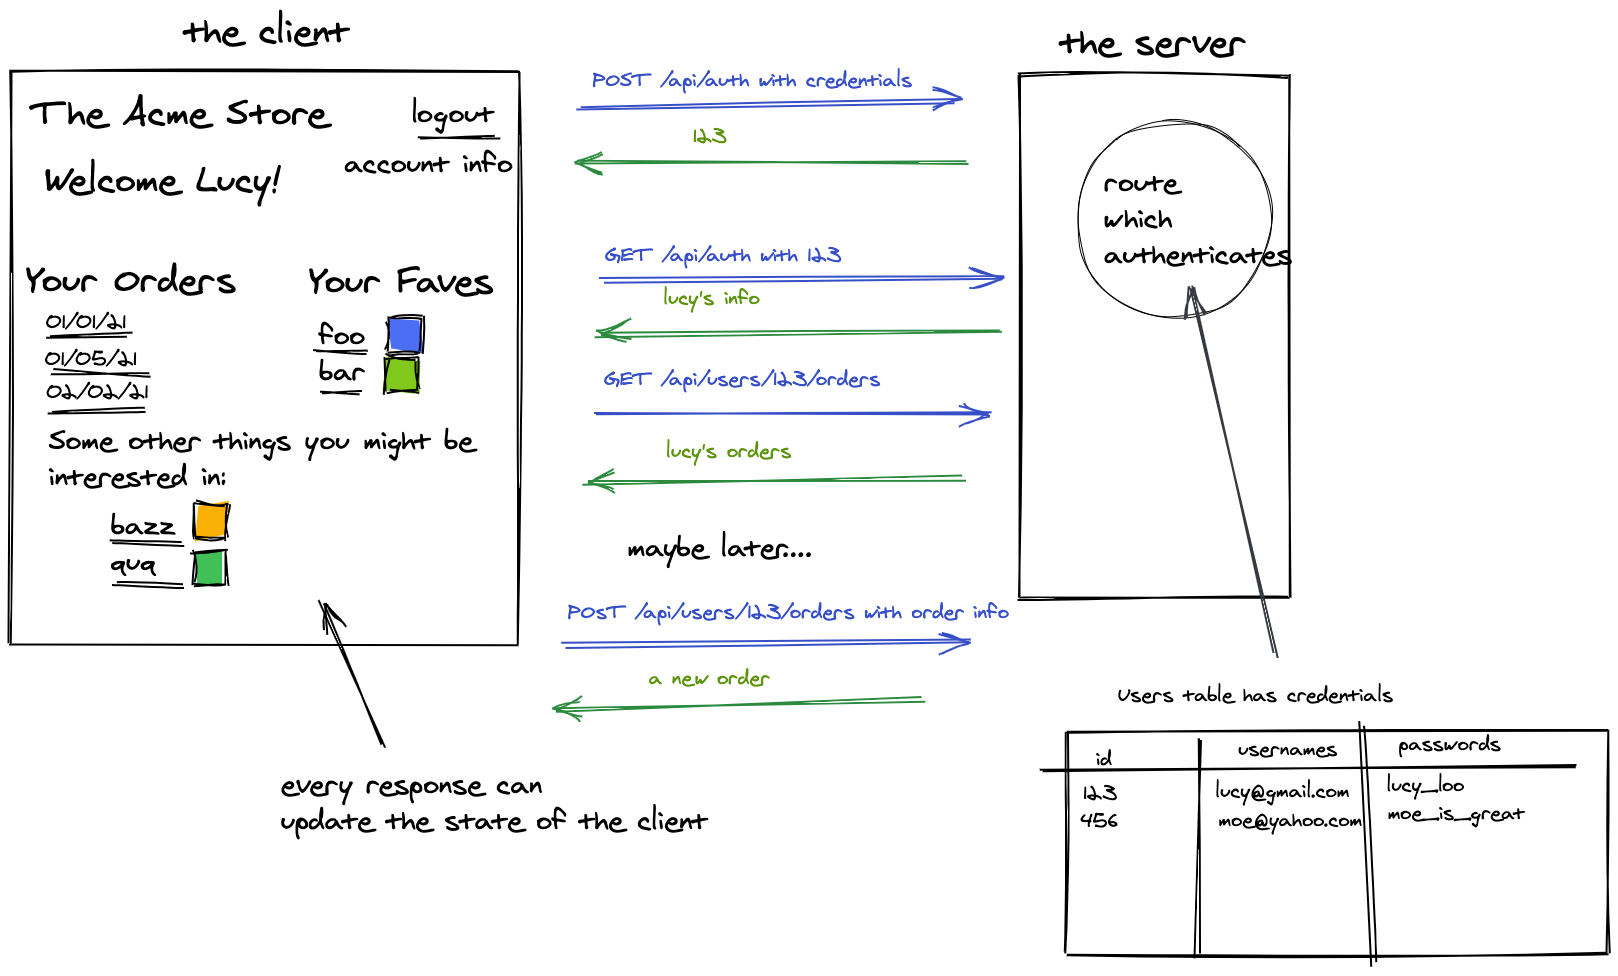 the client
The Acme Store
logout
account info
Welcome Lucy!
Your Orders
01/01/21
01/05/21
02/02/21
Your Faves
foo
bar
Some other things you might be
interested in:
bazz
quq
every response can
update the state of the client
POST /api/auth with credentials
123
GET /api/auth with 123
lucy's info
GET /api/users/123/orders
lucy's orders
maybe later....
POST /api/users/123/orders with order info
a new order
the server
route
which
authenticates
Users table has credentials
id usernames passwords
123 lucy@gmail.com lucy_loo
456 moe@yahoo.com moe_is_great